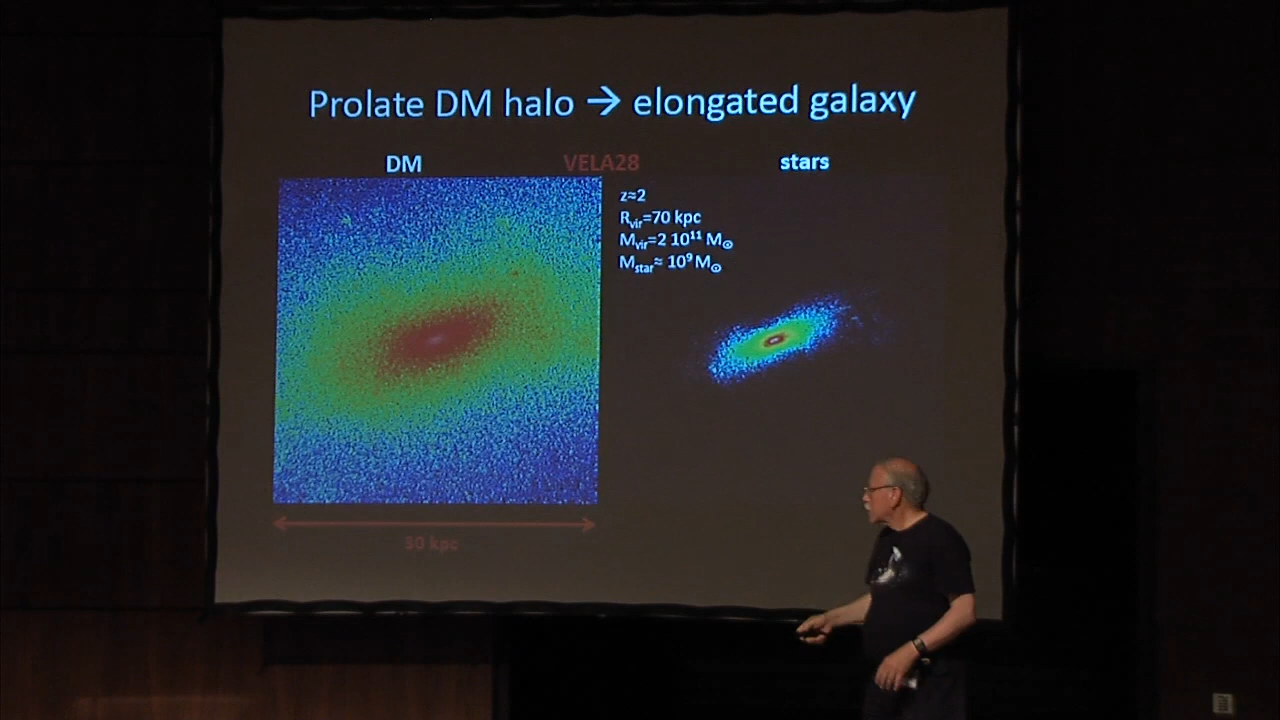 Prolate DM halo → elongated galaxy
DM
VELA28
stars
z≈2
Rvir=70 kpc
Mvir=2 10¹¹ M⊙
Mstar≈ 10⁹ M⊙
30 kpc